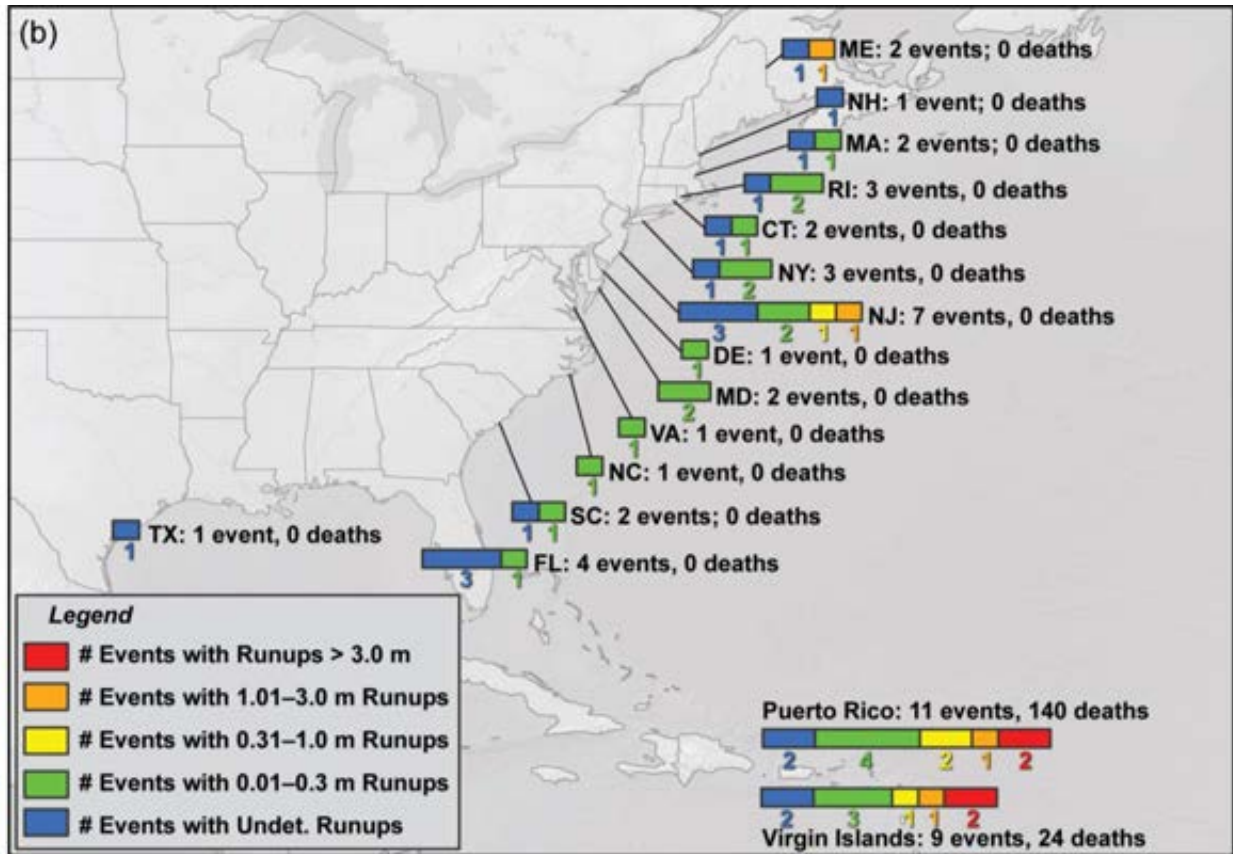 (b)
ME: 2 events; 0 deaths
1 1
NH: 1 event; 0 deaths
1
MA: 2 events; 0 deaths
1 1
RI: 3 events, 0 deaths
1 2
CT: 2 events, 0 deaths
1 1
NY: 3 events, 0 deaths
1 2
NJ: 7 events, 0 deaths
3 2 1 1
DE: 1 event, 0 deaths
1
MD: 2 events, 0 deaths
2
VA: 1 event, 0 deaths
1
NC: 1 event, 0 deaths
1
SC: 2 events; 0 deaths
1 1
TX: 1 event, 0 deaths
1
FL: 4 events, 0 deaths
3 1
Legend
# Events with Runups > 3.0 m
# Events with 1.01–3.0 m Runups
# Events with 0.31–1.0 m Runups
# Events with 0.01–0.3 m Runups
# Events with Undet. Runups
Puerto Rico: 11 events, 140 deaths
2 4 2 1 2
2 3 1 1 2
Virgin Islands: 9 events, 24 deaths